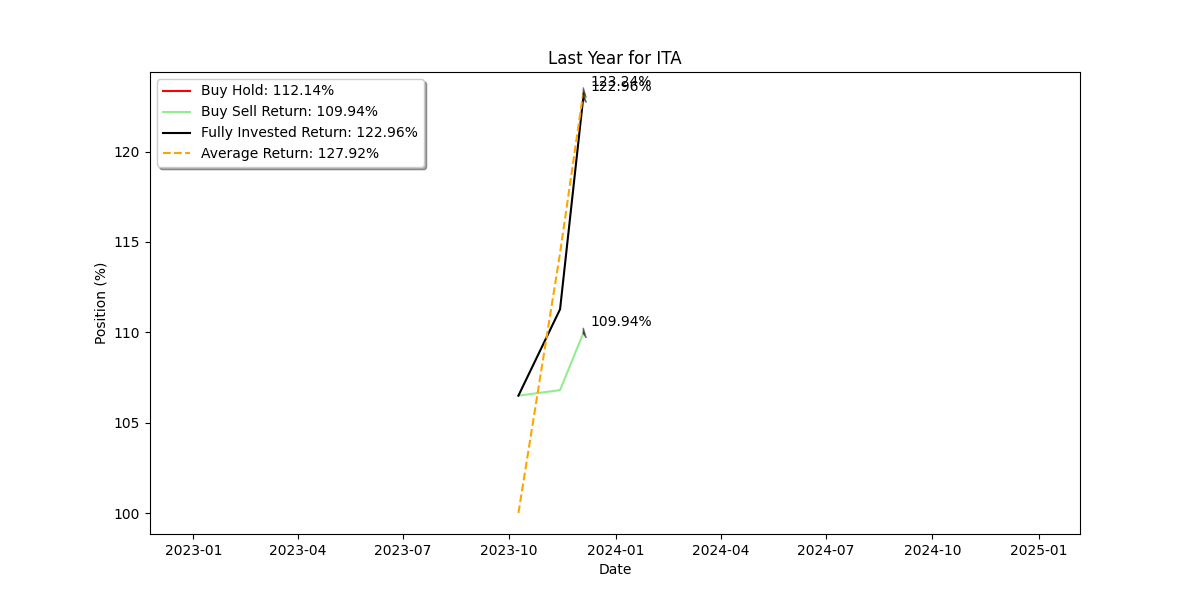 Last Year for ITA
Buy Hold: 112.14%
Buy Sell Return: 109.94%
Fully Invested Return: 122.96%
Average Return: 127.92%
123.24%
122.96%
109.94%
Position (%)
120
115
110
105
100
2023-01 2023-04 2023-07 2023-10 2024-01 2024-04 2024-07 2024-10 2025-01
Date